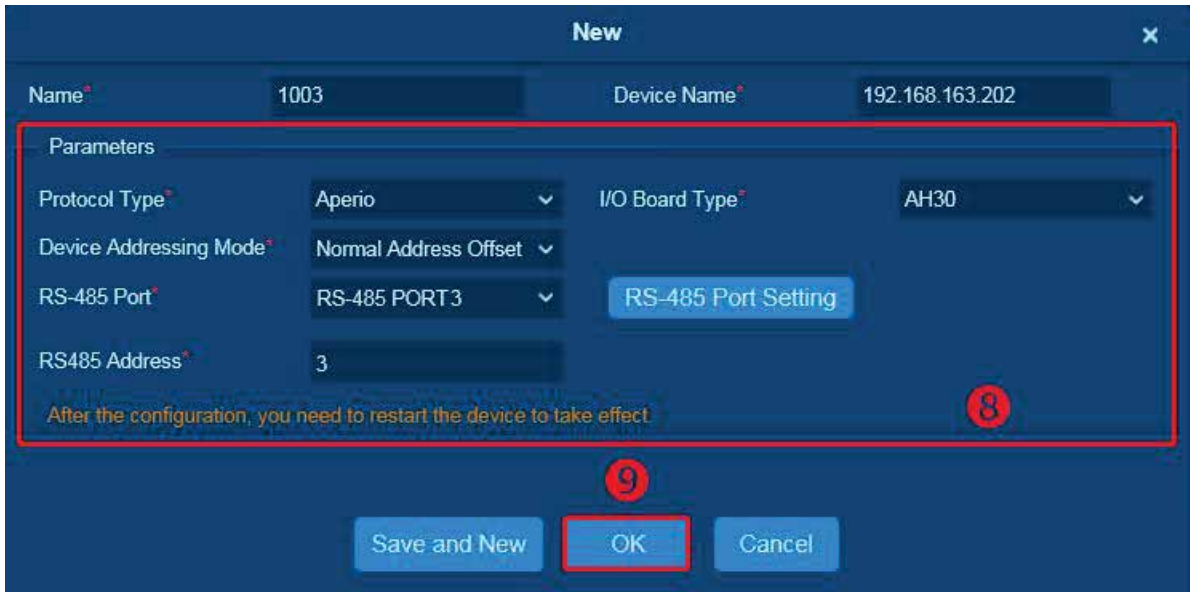 New ×
Name* 1003 Device Name* 192.168.163.202
Parameters
Protocol Type* Aperio I/O Board Type* AH30
Device Addressing Mode* Normal Address Offset
RS-485 Port* RS-485 PORT3 RS-485 Port Setting
RS485 Address* 3
After the configuration, you need to restart the device to take effect
8
9
Save and New OK Cancel